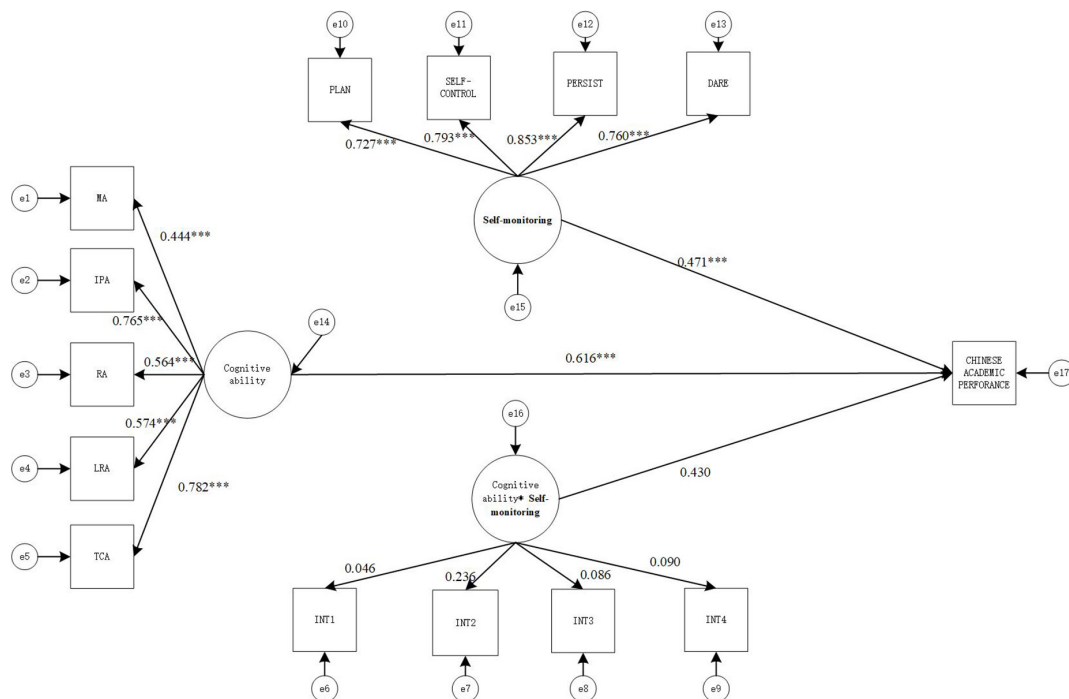 e10
e11
e12
e13
PLAN
SELF-
CONTROL
PERSIST
DARE
0.727***
0.793***
0.853***
0.760***
Self-monitoring
e15
0.471***
e1
MA
0.444***
e2
IPA
0.765***
e3
RA
0.564***
e4
LRA
0.574***
e5
TCA
0.782***
Cognitive
ability
e14
0.616***
CHINESE
ACADEMIC
PERFORANCE
e17
e16
Cognitive
ability* Self-
monitoring
0.430
0.046
0.236
0.086
0.090
INT1
INT2
INT3
INT4
e6
e7
e8
e9